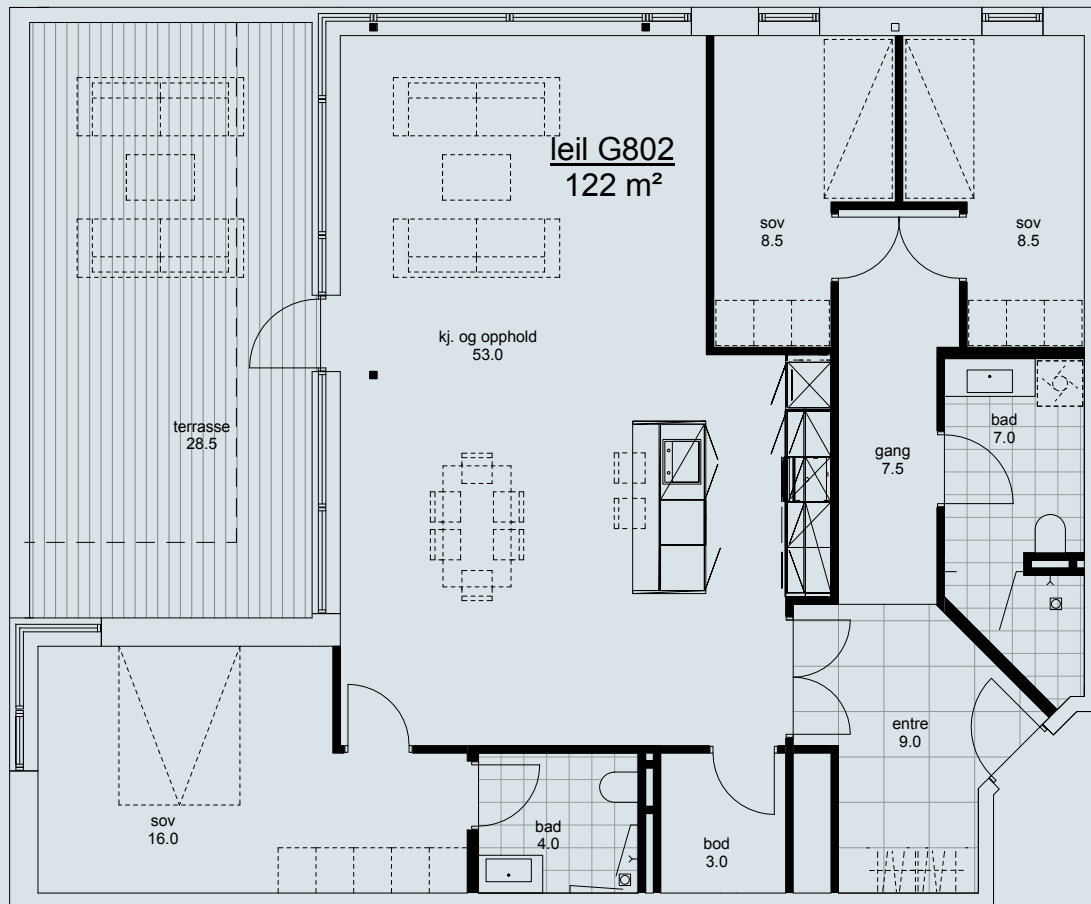 leil G802
122 m²
sov
8.5
sov
8.5
kj. og opphold
53.0
terrasse
28.5
bad
7.0
gang
7.5
entre
9.0
sov
16.0
bad
4.0
bod
3.0